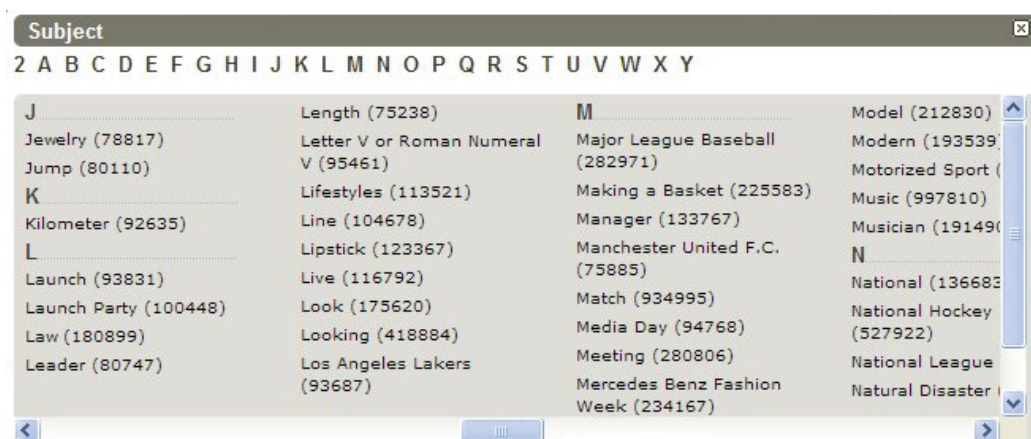 Subject
2 A B C D E F G H I J K L M N O P Q R S T U V W X Y
J
Jewelry (78817)
Jump (80110)
K
Kilometer (92635)
L
Launch (93831)
Launch Party (100448)
Law (180899)
Leader (80747)
Length (75238)
Letter V or Roman Numeral
V (95461)
Lifestyles (113521)
Line (104678)
Lipstick (123367)
Live (116792)
Look (175620)
Looking (418884)
Los Angeles Lakers
(93687)
M
Major League Baseball
(282971)
Making a Basket (225583)
Manager (133767)
Manchester United F.C.
(75885)
Match (934995)
Media Day (94768)
Meeting (280806)
Mercedes Benz Fashion
Week (234167)
Model (212830)
Modern (193539)
Motorized Sport (
Music (997810)
Musician (191490
N
National (136683
National Hockey
(527922)
National League
Natural Disaster